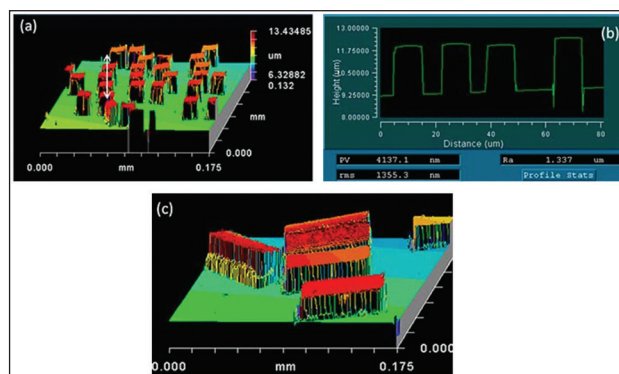 (a)
13.43485
um
6.32882
0.132
mm
0.000
0.000
mm
0.175
(b)
Height (um)
13.00000
11.75000
10.50000
9.25000
8.00000
0
20
40
60
80
Distance (um)
PV 4137.1 nm
Ra 1.337 um
rms 1355.3 nm
Profile Stats
(c)
0.000
0.000
mm
0.175